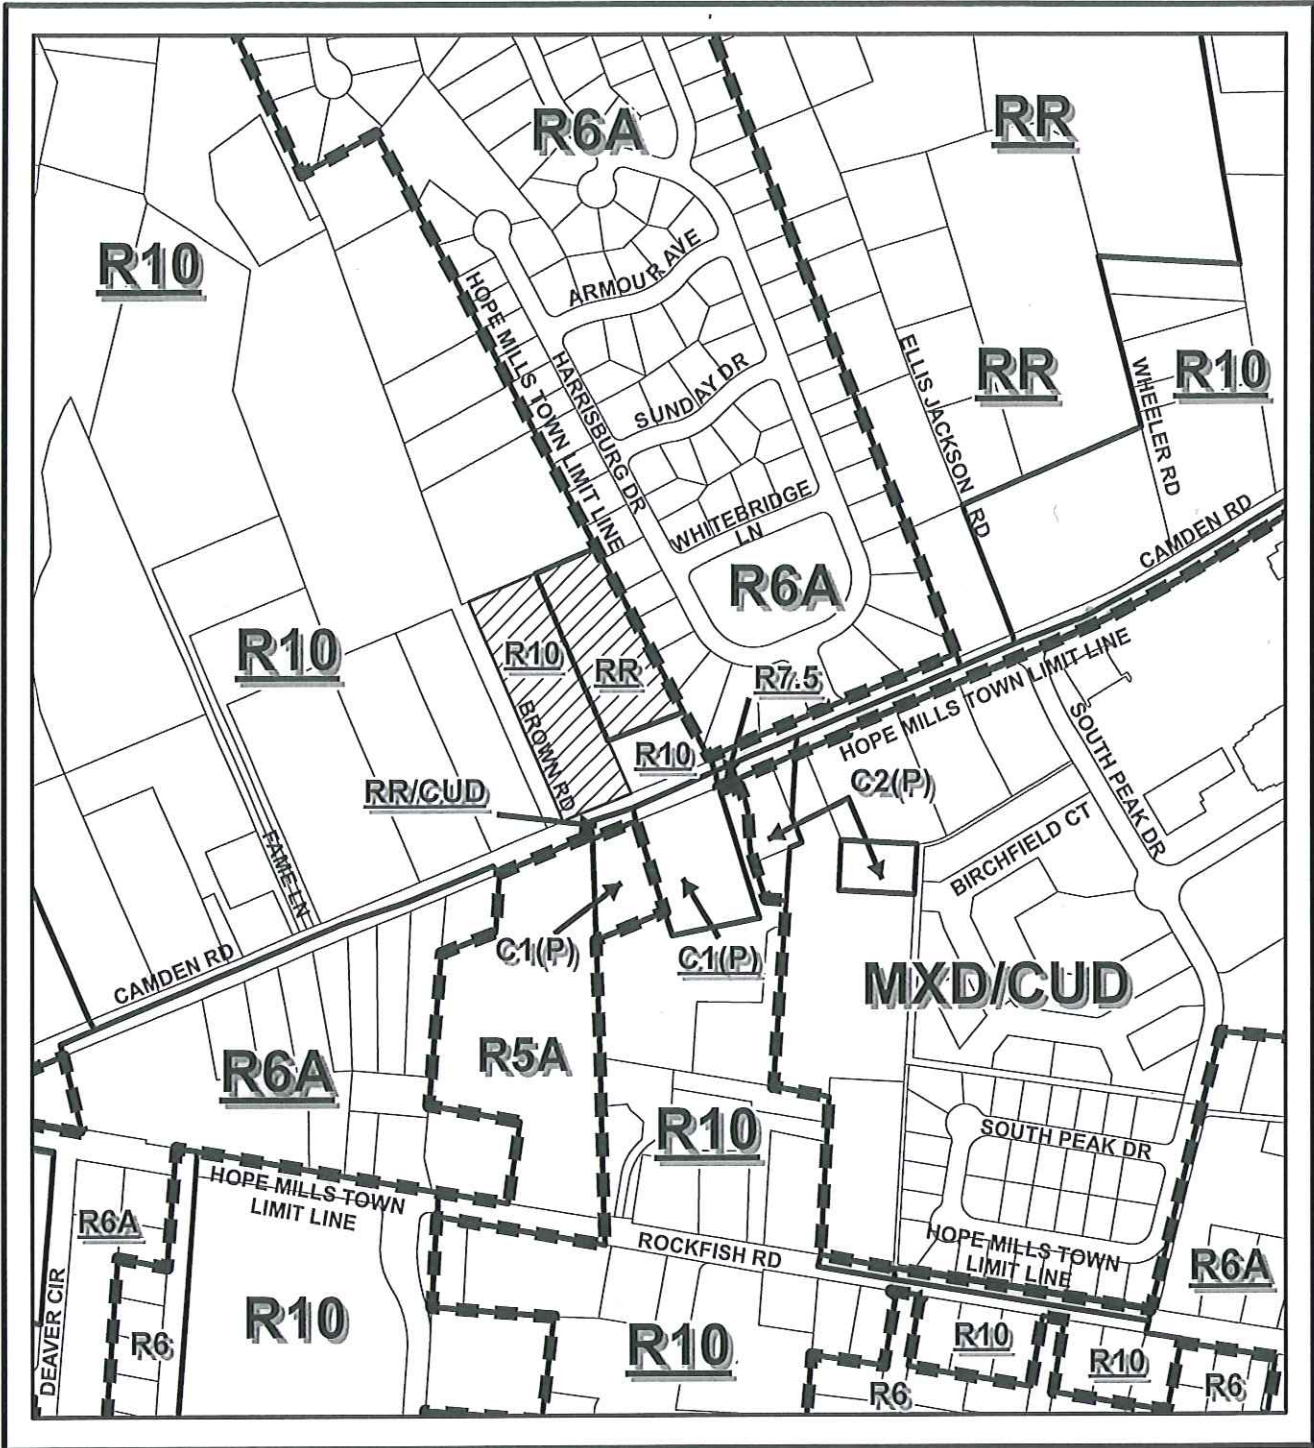 R6A
RR
R10
ARMOUR AVE
HOPE MILLS TOWN LIMIT LINE
HARRISBURG DR
SUNDAY DR
ELLIS JACKSON RD
RR
WHEELER RD
R10
WHITEBRIDGE
LN
CAMDEN RD
R6A
R10
R10
RR
R7.5
HOPE MILLS TOWN LIMIT LINE
BROWN RD
R10
SOUTH PEAK DR
RR/CUD
C2(P)
FAME LN
BIRCHFIELD CT
C1(P)
C1(P)
CAMDEN RD
MXD/CUD
R5A
R6A
R10
SOUTH PEAK DR
HOPE MILLS TOWN
LIMIT LINE
R6A
ROCKFISH RD
HOPE MILLS TOWN
LIMIT LINE
R6A
DEAVER CIR
R6
R10
R10
R10
R10
R6
R6